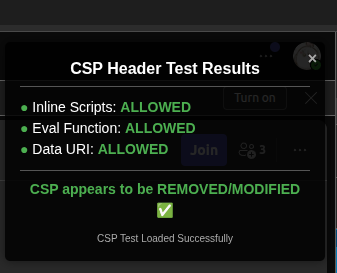 ×
CSP Header Test Results
● Inline Scripts: ALLOWED
Turn on
● Eval Function: ALLOWED
● Data URI: ALLOWED
Join
3
CSP appears to be REMOVED/MODIFIED
✅
CSP Test Loaded Successfully